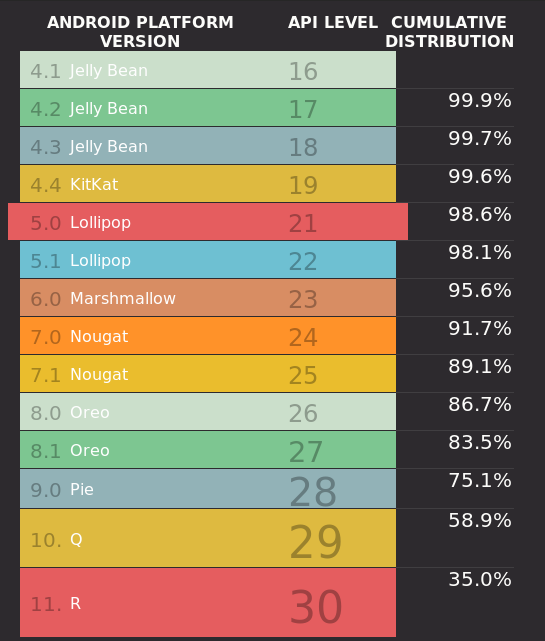 ANDROID PLATFORM VERSION API LEVEL CUMULATIVE DISTRIBUTION
4.1 Jelly Bean 16
4.2 Jelly Bean 17 99.9%
4.3 Jelly Bean 18 99.7%
4.4 KitKat 19 99.6%
5.0 Lollipop 21 98.6%
5.1 Lollipop 22 98.1%
6.0 Marshmallow 23 95.6%
7.0 Nougat 24 91.7%
7.1 Nougat 25 89.1%
8.0 Oreo 26 86.7%
8.1 Oreo 27 83.5%
9.0 Pie 28 75.1%
10. Q 29 58.9%
11. R 30 35.0%